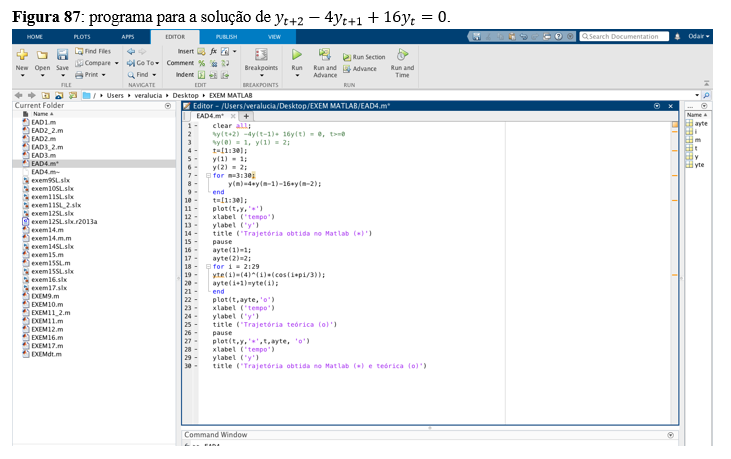 Figura 87: programa para a solução de yₜ₊₂ − 4yₜ₊₁ + 16yₜ = 0.
HOME PLOTS APPS EDITOR PUBLISH VIEW Search Documentation Odair
New Open Save Find Files Compare Print Go To Find Insert fx Comment % Indent Breakpoints Run Run and Advance Run Section Advance Run and Time
FILE NAVIGATE EDIT BREAKPOINTS RUN
/ ▸ Users ▸ veralucia ▸ Desktop ▸ EXEM MATLAB
Current Folder
Name
EAD1.m
EAD2_2.m
EAD2.m
EAD3_2.m
EAD3.m
EAD4.m*
EAD4.m~
exem9SL.slx
exem10SL.slx
exem11SL.slx
exem11SL_2.slx
exem12SL.slx
exem12SL.slx.r2013a
exem14.m
exem14.m.m
exem14SL.slx
exem15.m
exem15SL.m
exem15SL.slx
exem16.slx
exem17.slx
EXEM9.m
EXEM10.m
EXEM11_2.m
EXEM11.m
EXEM12.m
EXEM16.m
EXEM17.m
EXEMdt.m
Editor - /Users/veralucia/Desktop/EXEM MATLAB/EAD4.m*
EAD4.m* × +
1 - clear all;
2 %y(t+2) -4y(t-1)+ 16y(t) = 0, t>=0
3 %y(0) = 1, y(1) = 2;
4 - t=[1:30];
5 - y(1) = 1;
6 - y(2) = 2;
7 - for m=3:30;
8 - y(m)=4*y(m-1)-16*y(m-2);
9 - end
10 - t=[1:30];
11 - plot(t,y,'*')
12 - xlabel ('tempo')
13 - ylabel ('y')
14 - title ('Trajetória obtida no Matlab (*)')
15 - pause
16 - ayte(1)=1;
17 - ayte(2)=2;
18 - for i = 2:29
19 - yte(i)=(4)^(i)*(cos(i*pi/3));
20 - ayte(i+1)=yte(i);
21 - end
22 - plot(t,ayte,'o')
23 - xlabel ('tempo')
24 - ylabel ('y')
25 - title ('Trajetória teórica (o)')
26 - pause
27 - plot(t,y,'*',t,ayte, 'o')
28 - xlabel ('tempo')
29 - ylabel ('y')
30 - title ('Trajetória obtida no Matlab (*) e teórica (o)')
Command Window
...
Name
ayte
i
m
t
y
yte